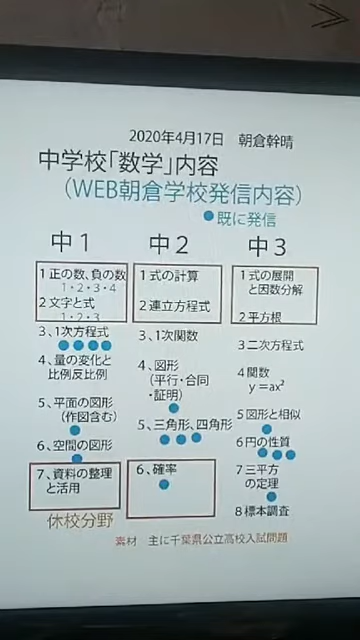 2020年4月17日 朝倉幹晴
中学校「数学」内容
（WEB朝倉学校発信内容）
●既に発信
中1
1 正の数、負の数
1・2・3・4
2 文字と式
1・2・3
3、1次方程式
4、量の変化と
比例反比例
5、平面の図形
（作図含む）
6、空間の図形
7、資料の整理
と活用
休校分野
中2
1 式の計算
2 連立方程式
3、1次関数
4、図形
（平行・合同
・証明）
5、三角形、四角形
6、確率
中3
1 式の展開
と因数分解
2 平方根
3 二次方程式
4 関数
y=ax²
5 図形と相似
6 円の性質
7 三平方
の定理
8 標本調査
素材 主に千葉県公立高校入試問題